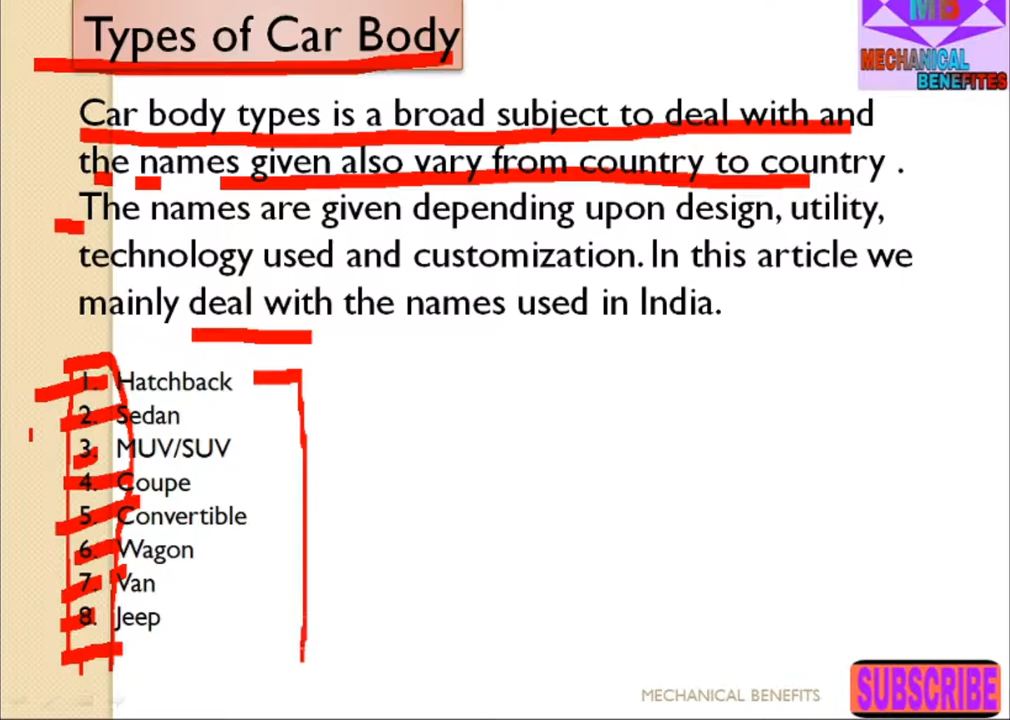 Types of Car Body
MB
MECHANICAL
BENEFITES
Car body types is a broad subject to deal with and
the names given also vary from country to country .
The names are given depending upon design, utility,
technology used and customization. In this article we
mainly deal with the names used in India.
1. Hatchback
2. Sedan
3. MUV/SUV
4. Coupe
5. Convertible
6. Wagon
7. Van
8. Jeep
MECHANICAL BENEFITS
SUBSCRIBE